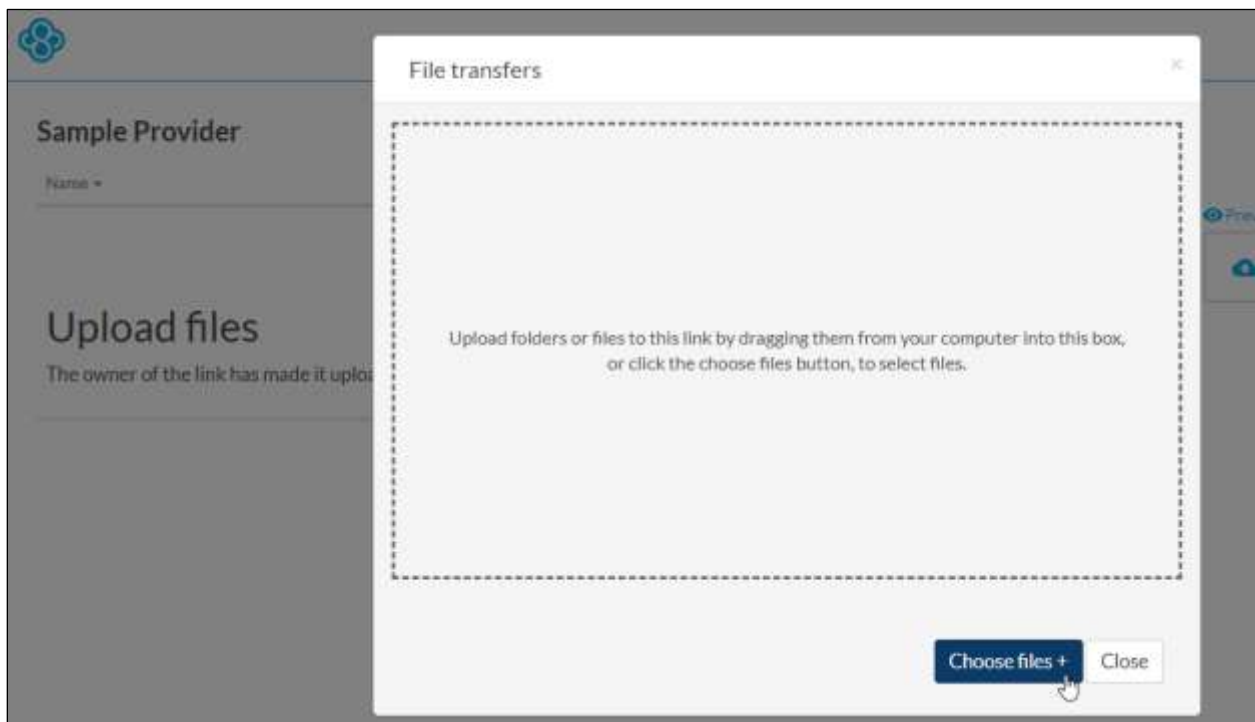 File transfers
×
Sample Provider
Name
Upload files
The owner of the link has made it
Upload folders or files to this link by dragging them from your computer into this box,
or click the choose files button, to select files.
Choose files +
Close